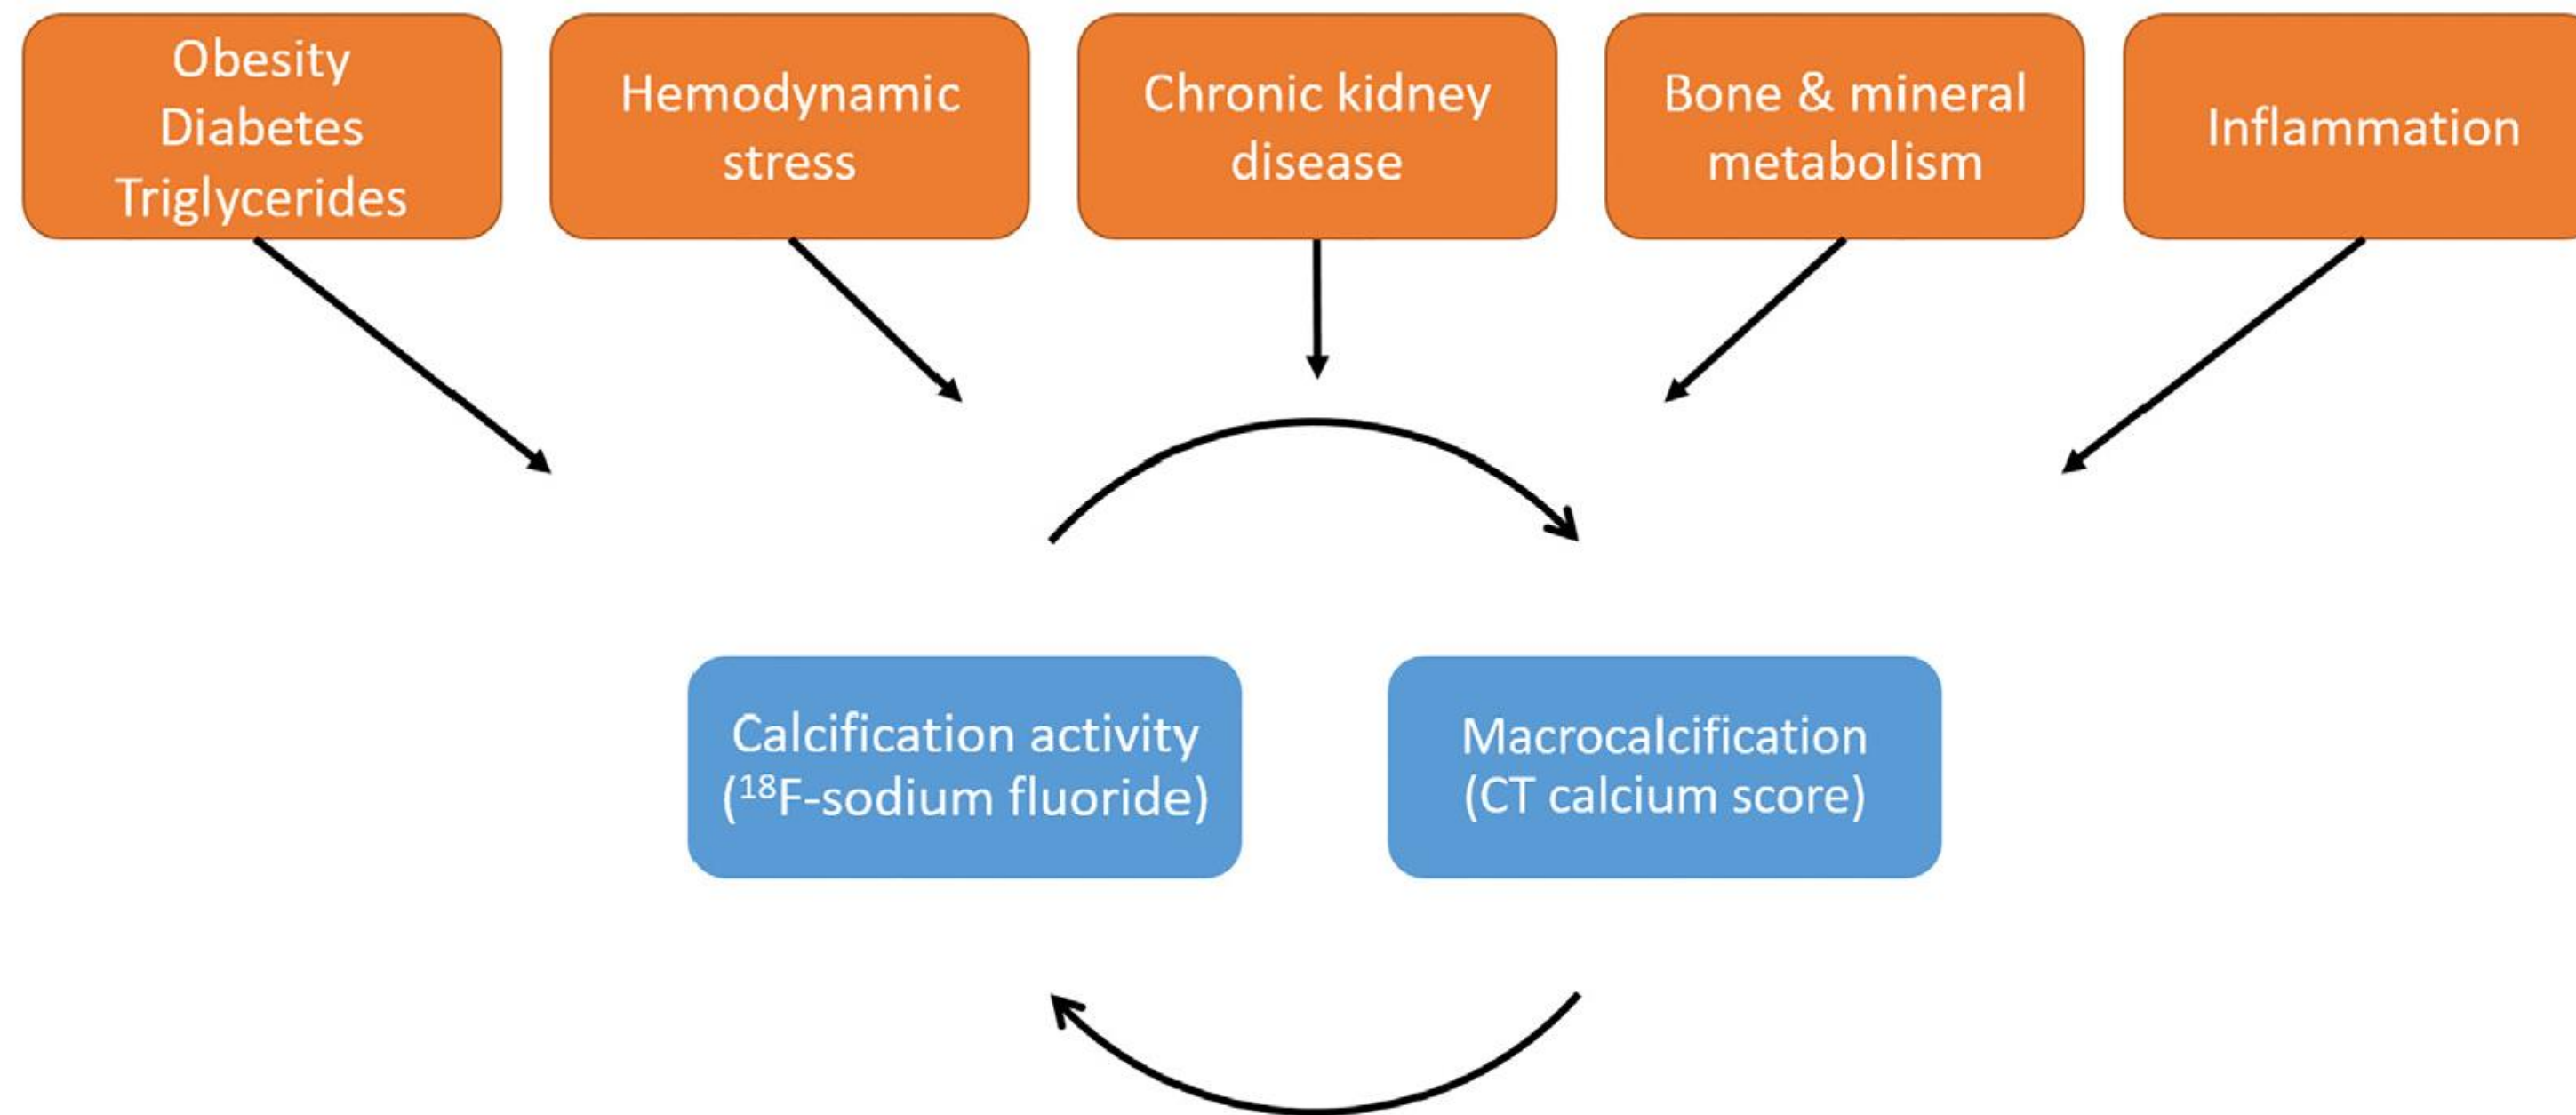 Obesity
Diabetes
Triglycerides
Hemodynamic
stress
Chronic kidney
disease
Bone & mineral
metabolism
Inflammation
Calcification activity
(¹⁸F-sodium fluoride)
Macrocalcification
(CT calcium score)